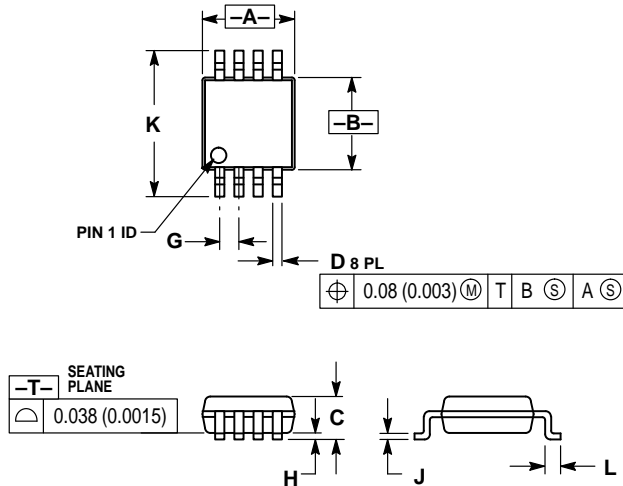 –A–
K
–B–
PIN 1 ID
G
D 8 PL
⌖ 0.08 (0.003) Ⓜ T B Ⓢ A Ⓢ
–T– SEATING PLANE
⌓ 0.038 (0.0015)
C
H
J
L